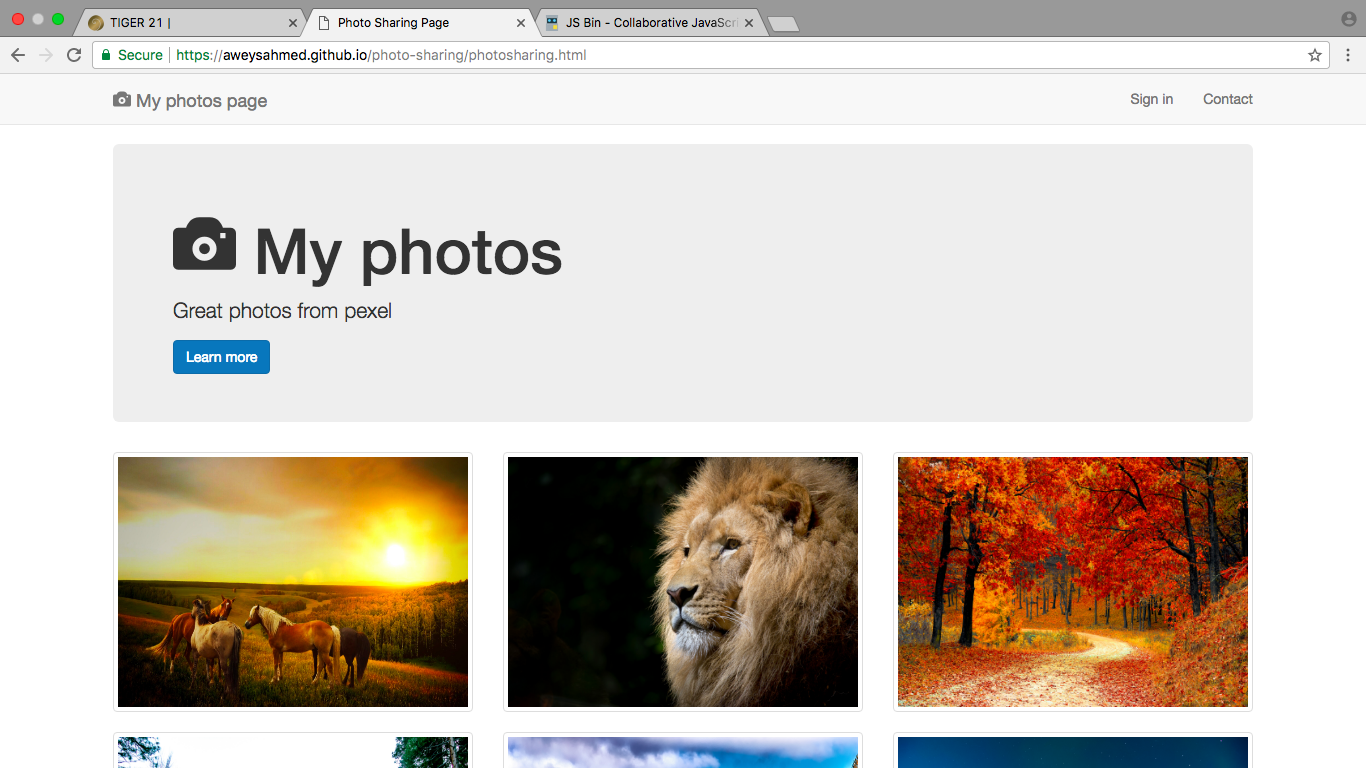 TIGER 21 |
Photo Sharing Page
JS Bin - Collaborative JavaScri
Secure
https://aweysahmed.github.io/photo-sharing/photosharing.html
My photos page
Sign in
Contact
My photos
Great photos from pexel
Learn more